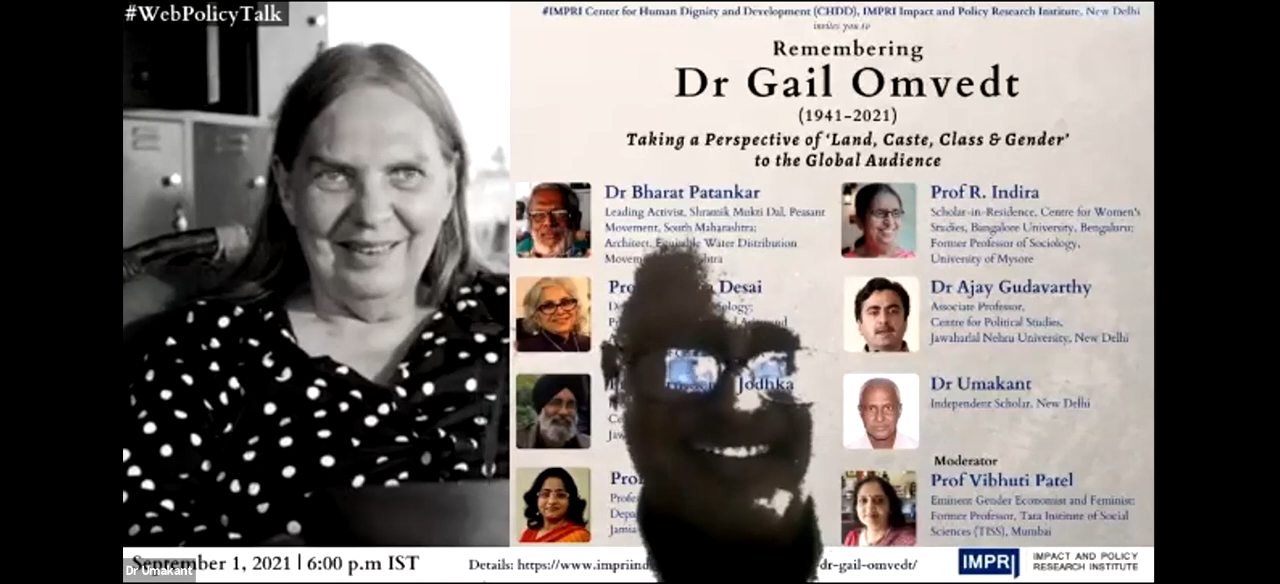 #WebPolicyTalk
#IMPRI Center for Human Dignity and Development (CHDD), IMPRI Impact and Policy Research Institute, New Delhi
invites you to
Remembering
Dr Gail Omvedt
(1941-2021)
Taking a Perspective of 'Land, Caste, Class & Gender'
to the Global Audience
Dr Bharat Patankar
Leading Activist, Shramik Mukti Dal, Peasant
Movement, South Maharashtra;
Architect, Equitable Water Distribution
Prof R. Indira
Scholar-in-Residence, Centre for Women's
Studies, Bangalore University, Bengaluru;
Former Professor of Sociology,
University of Mysore
Desai
Dr Ajay Gudavarthy
Associate Professor,
Centre for Political Studies,
Jawaharlal Nehru University, New Delhi
Jodhka
Dr Umakant
Independent Scholar, New Delhi
Moderator
Prof Vibhuti Patel
Eminent Gender Economist and Feminist;
Former Professor, Tata Institute of Social
Sciences (TISS), Mumbai
September 1, 2021 | 6:00 p.m IST
Details: https://www.impriind
dr-gail-omvedt/
IMPRI
IMPACT AND POLICY
RESEARCH INSTITUTE
Dr Umakant